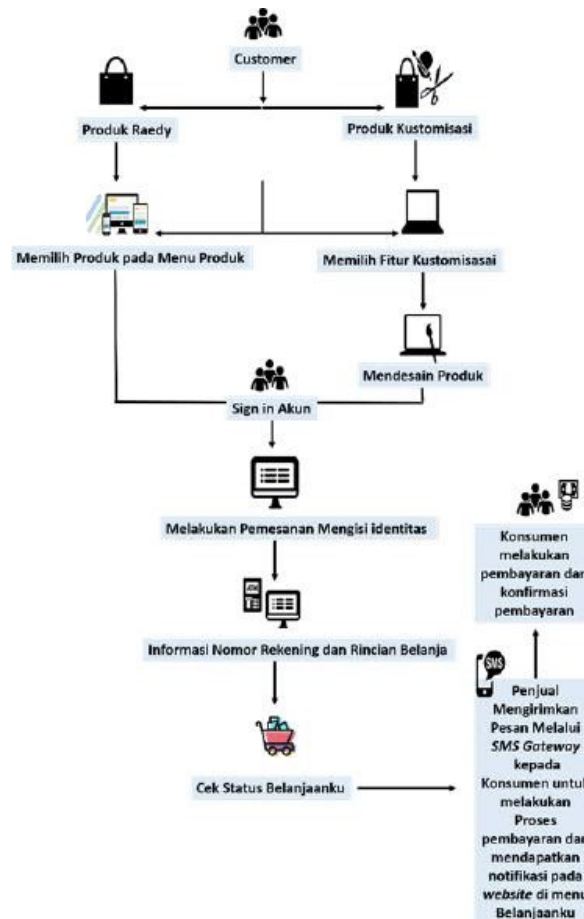 Customer
Produk Raedy
Produk Kustomisasi
Memilih Produk pada Menu Produk
Memilih Fitur Kustomisasai
Mendesain Produk
Sign in Akun
Melakukan Pemesanan Mengisi identitas
Informasi Nomor Rekening dan Rincian Belanja
Cek Status Belanjaanku
SMS
Penjual
Mengirimkan
Pesan Melalui
SMS Gateway
kepada
Konsumen untuk
melakukan
Proses
pembayaran dan
mendapatkan
notifikasi pada
website di menu
Belanjaanku
Konsumen
melakukan
pembayaran dan
konfirmasi
pembayaran